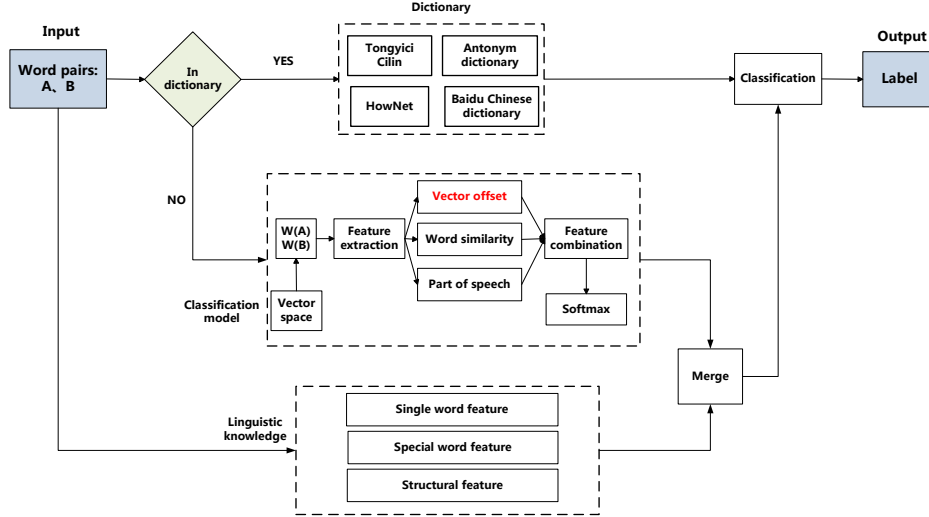 Dictionary
Input
Output
Word pairs:
A、B
In
dictionary
YES
Tongyici
Cilin
Antonym
dictionary
HowNet
Baidu Chinese
dictionary
Classification
Label
NO
Vector offset
W(A)
W(B)
Feature
extraction
Word similarity
Feature
combination
Part of speech
Classification
model
Vector
space
Softmax
Merge
Linguistic
knowledge
Single word feature
Special word feature
Structural feature